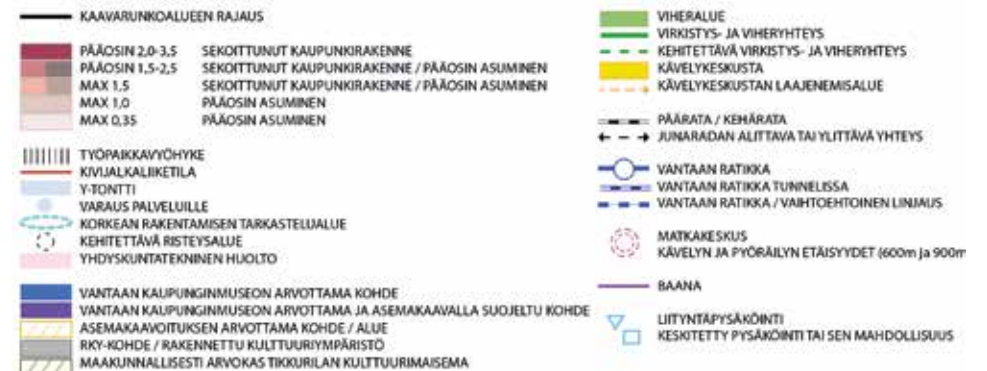 KAAVARUNKOALUEEN RAJAUS
PÄÄOSIN 2,0-3,5 SEKOITTUNUT KAUPUNKIRAKENNE
PÄÄOSIN 1,5-2,5 SEKOITTUNUT KAUPUNKIRAKENNE / PÄÄOSIN ASUMINEN
MAX 1,5 SEKOITTUNUT KAUPUNKIRAKENNE / PÄÄOSIN ASUMINEN
MAX 1,0 PÄÄOSIN ASUMINEN
MAX 0,35 PÄÄOSIN ASUMINEN
TYÖPAIKKAVYÖHYKE
KIVIJALKALIIKETILA
Y-TONTTI
VARAUS PALVELUILLE
KORKEAN RAKENTAMISEN TARKASTELUALUE
KEHITETTÄVÄ RISTEYSALUE
YHDYSKUNTATEKNINEN HUOLTO
VANTAAN KAUPUNGINMUSEON ARVOTTAMA KOHDE
VANTAAN KAUPUNGINMUSEON ARVOTTAMA JA ASEMAKAAVALLA SUOJELTU KOHDE
ASEMAKAAVOITUKSEN ARVOTTAMA KOHDE / ALUE
RKY-KOHDE / RAKENNETTU KULTTUURIYMPÄRISTÖ
MAAKUNNALLISESTI ARVOKAS TIKKURILAN KULTTUURIMAISEMA
VIHERALUE
VIRKISTYS- JA VIHERYHTEYS
KEHITETTÄVÄ VIRKISTYS- JA VIHERYHTEYS
KÄVELYKESKUSTA
KÄVELYKESKUSTAN LAAJENEMISALUE
PÄÄRATA / KEHÄRATA
JUNARADAN ALITTAVA TAI YLITTÄVÄ YHTEYS
VANTAAN RATIKKA
VANTAAN RATIKKA TUNNELISSA
VANTAAN RATIKKA / VAIHTOEHTOINEN LINJAUS
MATKAKESKUS
KÄVELYN JA PYÖRÄILYN ETÄISYYDET (600m ja 900m
BAANA
LIITYNTÄPYSÄKÖINTI
KESKITETTY PYSÄKÖINTI TAI SEN MAHDOLLISUUS